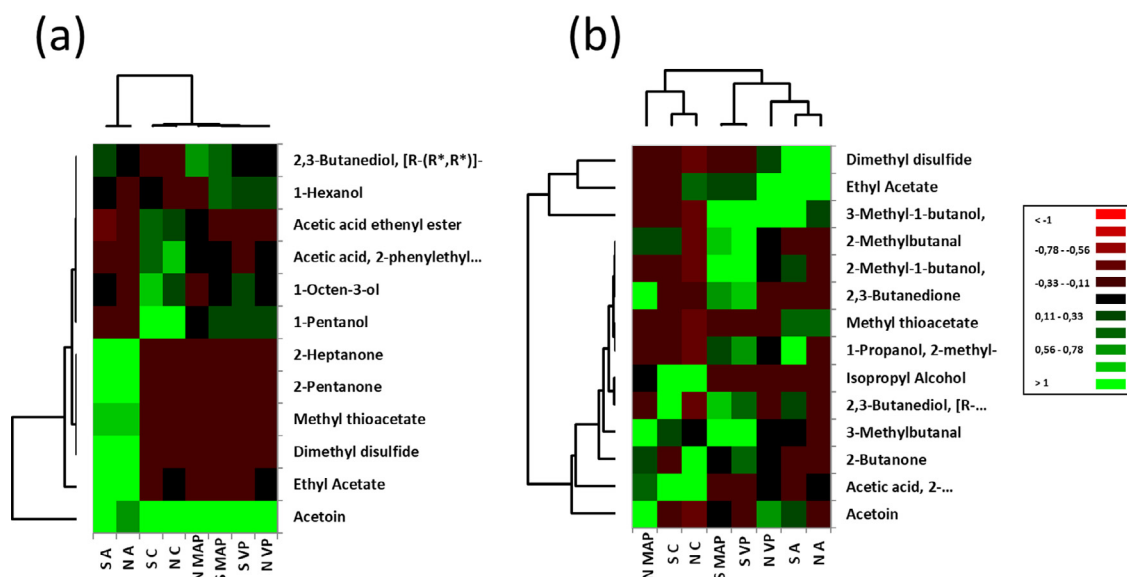 (a)
2,3-Butanediol, [R-(R*,R*)]-
1-Hexanol
Acetic acid ethenyl ester
Acetic acid, 2-phenylethyl...
1-Octen-3-ol
1-Pentanol
2-Heptanone
2-Pentanone
Methyl thioacetate
Dimethyl disulfide
Ethyl Acetate
Acetoin
S A
N A
S C
N C
N MAP
S MAP
S VP
N VP
(b)
Dimethyl disulfide
Ethyl Acetate
3-Methyl-1-butanol,
2-Methylbutanal
2-Methyl-1-butanol,
2,3-Butanedione
Methyl thioacetate
1-Propanol, 2-methyl-
Isopropyl Alcohol
2,3-Butanediol, [R-...
3-Methylbutanal
2-Butanone
Acetic acid, 2-...
Acetoin
N MAP
S C
N C
S MAP
S VP
N VP
S A
N A
< -1
-0,78 - -0,56
-0,33 - -0,11
0,11 - 0,33
0,56 - 0,78
> 1